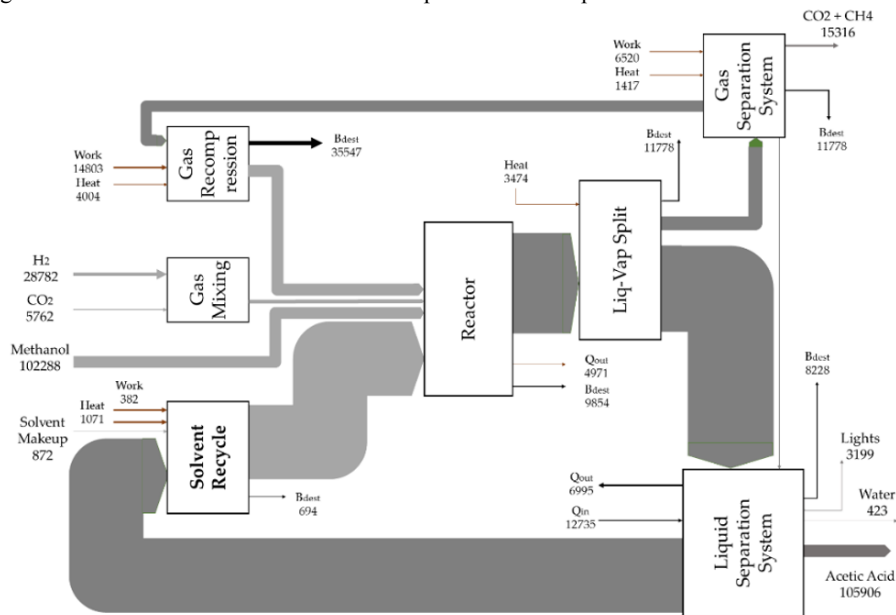 CO2 + CH4
15316
Work
6520
Heat
1417
Gas
Separation
System
Bdest
11778
Bdest
11778
Gas
Recomp
ression
Bdest
35547
Work
14803
Heat
4004
Heat
3474
Liq-Vap Split
H2
28782
CO2
5762
Gas
Mixing
Reactor
Methanol
102288
Qout
4971
Bdest
9854
Work
382
Heat
1071
Solvent
Makeup
872
Solvent
Recycle
Bdest
694
Bdest
8228
Lights
3199
Qout
6995
Qin
12735
Water
423
Liquid
Separation
System
Acetic Acid
105906